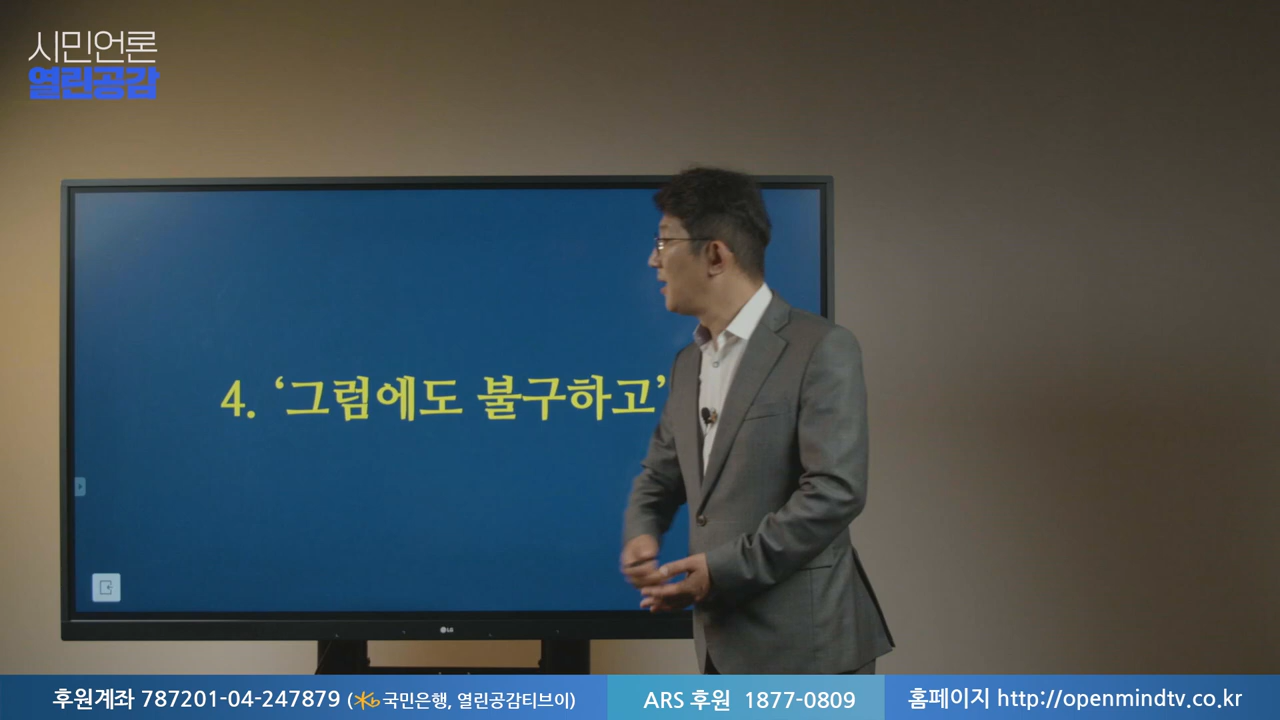 시민언론
열린공감
4. ‘그럼에도 불구하고’
LG
후원계좌 787201-04-247879 (국민은행, 열린공감티브이)
ARS 후원 1877-0809
홈페이지 http://openmindtv.co.kr